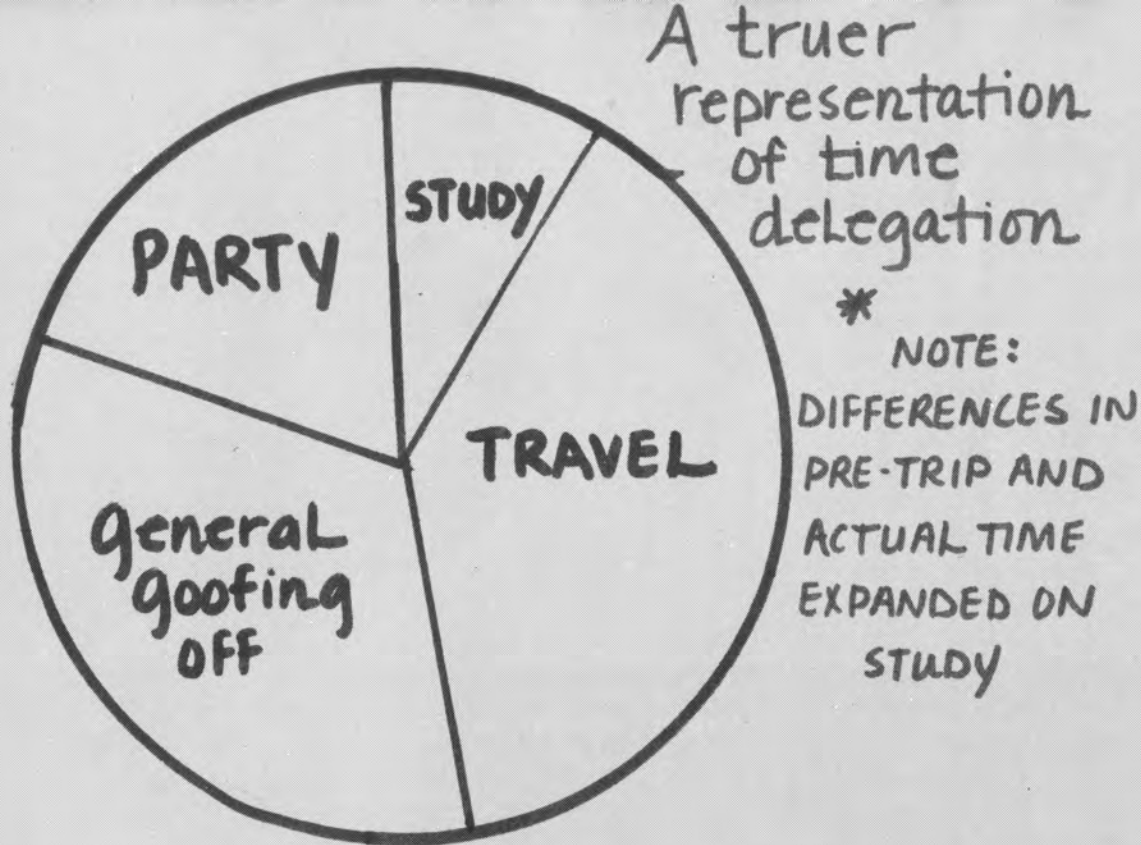 A truer
representation
of time
delegation
*
NOTE:
DIFFERENCES IN
PRE-TRIP AND
ACTUAL TIME
EXPANDED ON
STUDY
STUDY
PARTY
TRAVEL
general
goofing
off